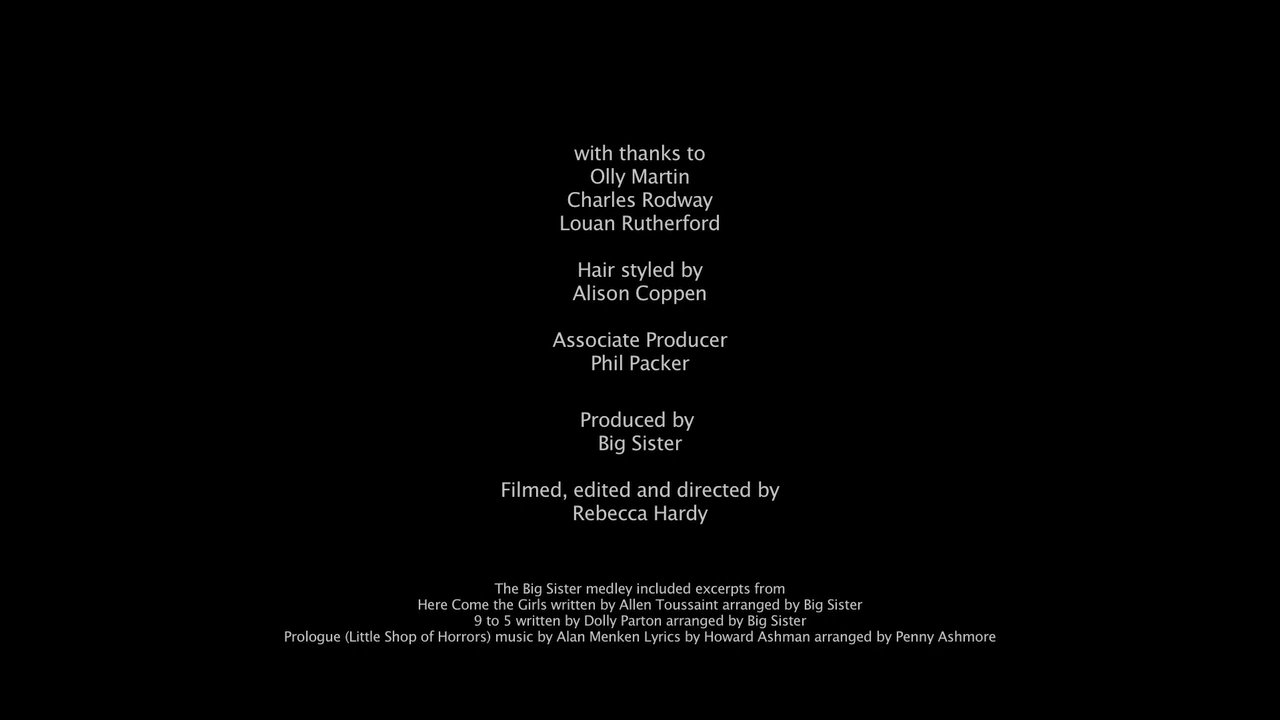 with thanks to
Olly Martin
Charles Rodway
Louan Rutherford
Hair styled by
Alison Coppen
Associate Producer
Phil Packer
Produced by
Big Sister
Filmed, edited and directed by
Rebecca Hardy
The Big Sister medley included excerpts from
Here Come the Girls written by Allen Toussaint arranged by Big Sister
9 to 5 written by Dolly Parton arranged by Big Sister
Prologue (Little Shop of Horrors) music by Alan Menken Lyrics by Howard Ashman arranged by Penny Ashmore